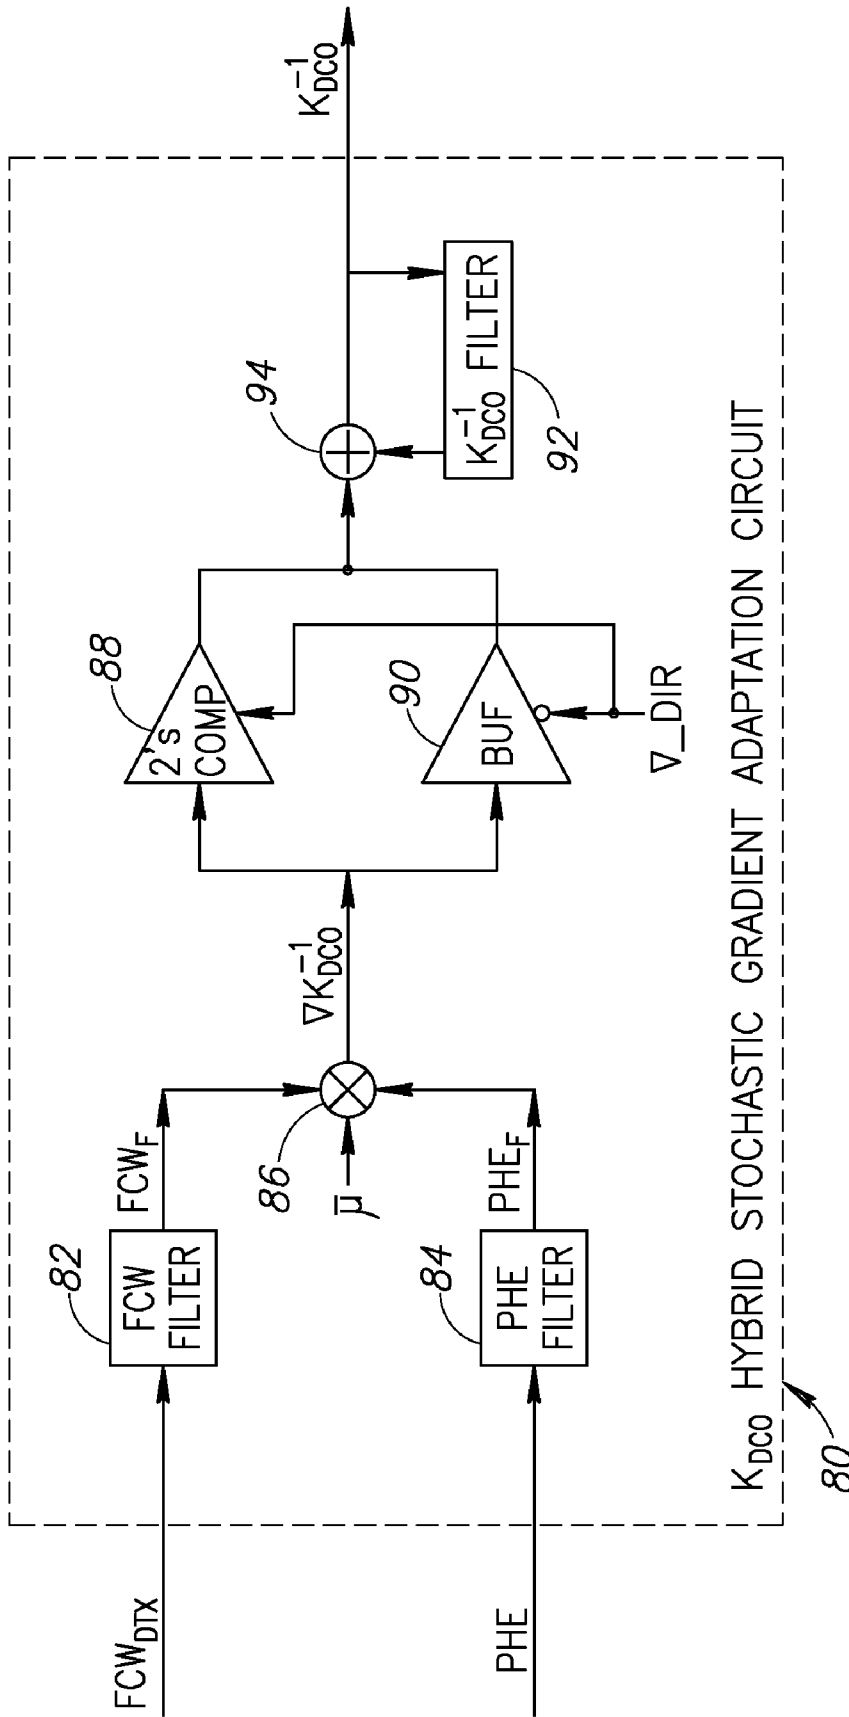 FCW_DTX
82
FCW
FILTER
FCW_F
PHE
84
PHE
FILTER
PHE_F
86
μ̄
∇K_DCO^-1
88
2's
COMP
90
BUF
∇_DIR
94
K_DCO^-1 FILTER
92
K_DCO^-1
K_DCO HYBRID STOCHASTIC GRADIENT ADAPTATION CIRCUIT
80